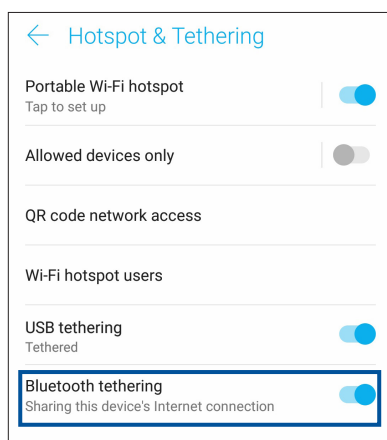 Hotspot & Tethering
Portable Wi-Fi hotspot
Tap to set up
Allowed devices only
QR code network access
Wi-Fi hotspot users
USB tethering
Tethered
Bluetooth tethering
Sharing this device's Internet connection